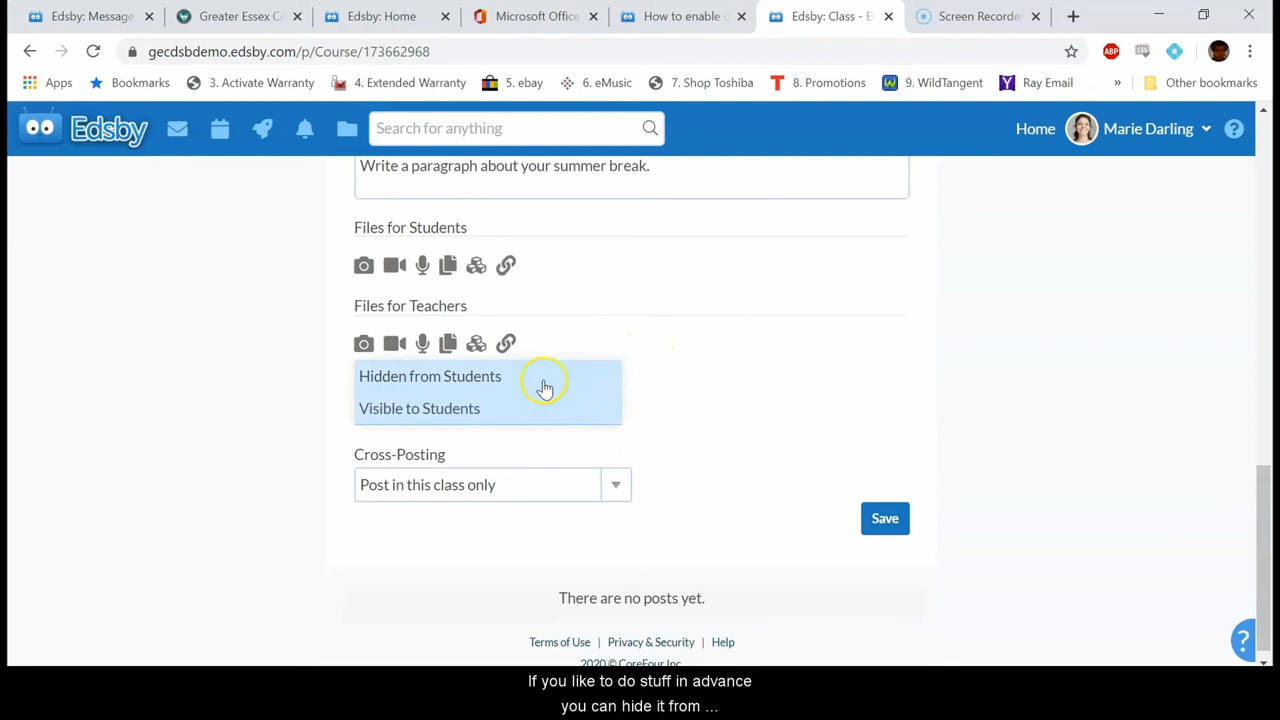 Edsby: Message
Greater Essex Co
Edsby: Home
Microsoft Office
How to enable c
Edsby: Class - E
Screen Recorde
gecdsbdemo.edsby.com/p/Course/173662968
ABP
CSS
Apps
Bookmarks
3. Activate Warranty
4. Extended Warranty
5. ebay
6. eMusic
7. Shop Toshiba
8. Promotions
9. WildTangent
Ray Email
»
Other bookmarks
Edsby
Search for anything
Home
Marie Darling
?
Write a paragraph about your summer break.
Files for Students
Files for Teachers
Hidden from Students
Visible to Students
Cross-Posting
Post in this class only
Save
There are no posts yet.
Terms of Use | Privacy & Security | Help
2020 © CoreFour Inc.
?
If you like to do stuff in advance
you can hide it from ...